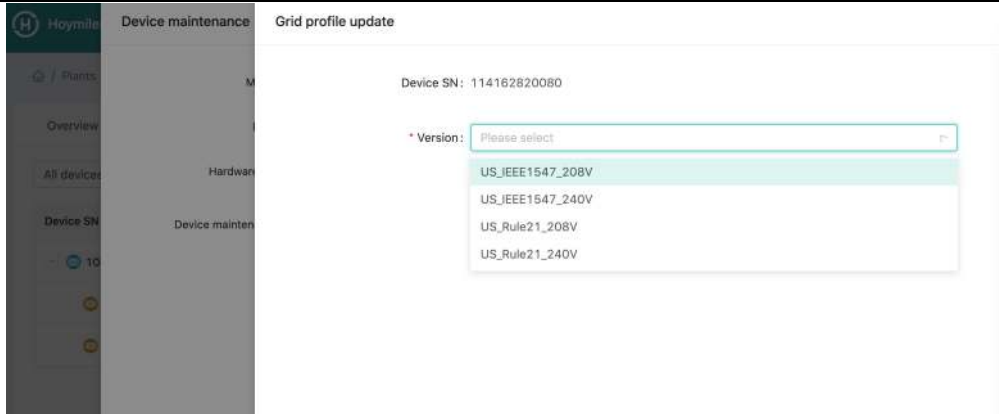 Hoymile
Device maintenance
Grid profile update
/ Plants
M
Device SN: 114162820080
Overview
* Version: Please select
All devices
Hardwar
US_IEEE1547_208V
US_IEEE1547_240V
Device SN
Device mainten
US_Rule21_208V
US_Rule21_240V
10